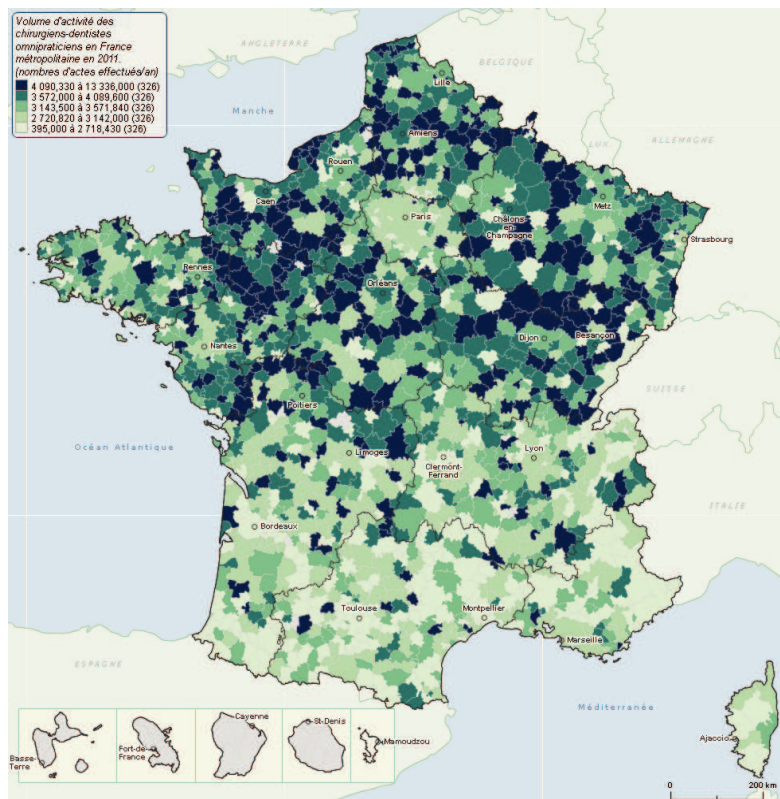 Volume d'activité des
chirurgiens-dentistes
omnipraticiens en France
métropolitaine en 2011.
(nombres d'actes effectués/an)
4 090,330 à 13 336,000 (326)
3 572,000 à 4 089,600 (326)
3 143,500 à 3 571,840 (326)
2 720,820 à 3 142,000 (326)
395,000 à 2 718,430 (326)
ANGLETERRE
BELGIQUE
Lille
Manche
Amiens
LUX.
ALLEMAGNE
Rouen
Caen
Metz
Paris
Châlons-
en-
Champagne
Strasbourg
Rennes
Orléans
Dijon
Besançon
Nantes
SUISSE
Poitiers
Océan Atlantique
Limoges
Clermont-
Ferrand
Lyon
ITALIE
Bordeaux
Toulouse
Montpellier
Marseille
ESPAGNE
Méditerranée
Cayenne
St-Denis
Fort-de-
France
Mamoudzou
Basse-
Terre
Ajaccio
0 200 km